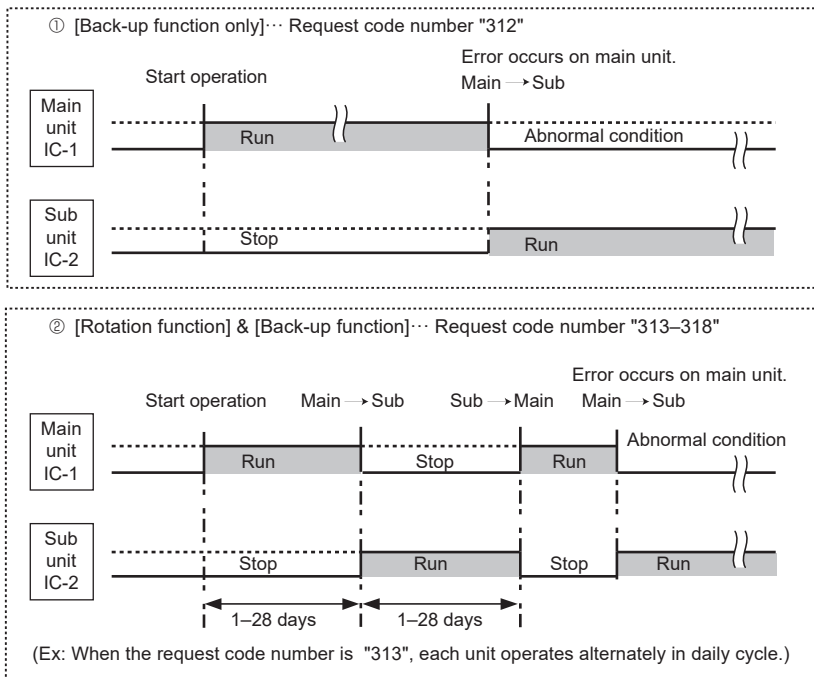 ① [Back-up function only]··· Request code number "312"
Error occurs on main unit.
Start operation
Main → Sub
Main
unit
IC-1
Run
Abnormal condition
Sub
unit
IC-2
Stop
Run
② [Rotation function] & [Back-up function]··· Request code number "313–318"
Error occurs on main unit.
Start operation Main → Sub Sub → Main Main → Sub
Main
unit
IC-1
Run Stop Run Abnormal condition
Sub
unit
IC-2
Stop Run Stop Run
1–28 days 1–28 days
(Ex: When the request code number is "313", each unit operates alternately in daily cycle.)